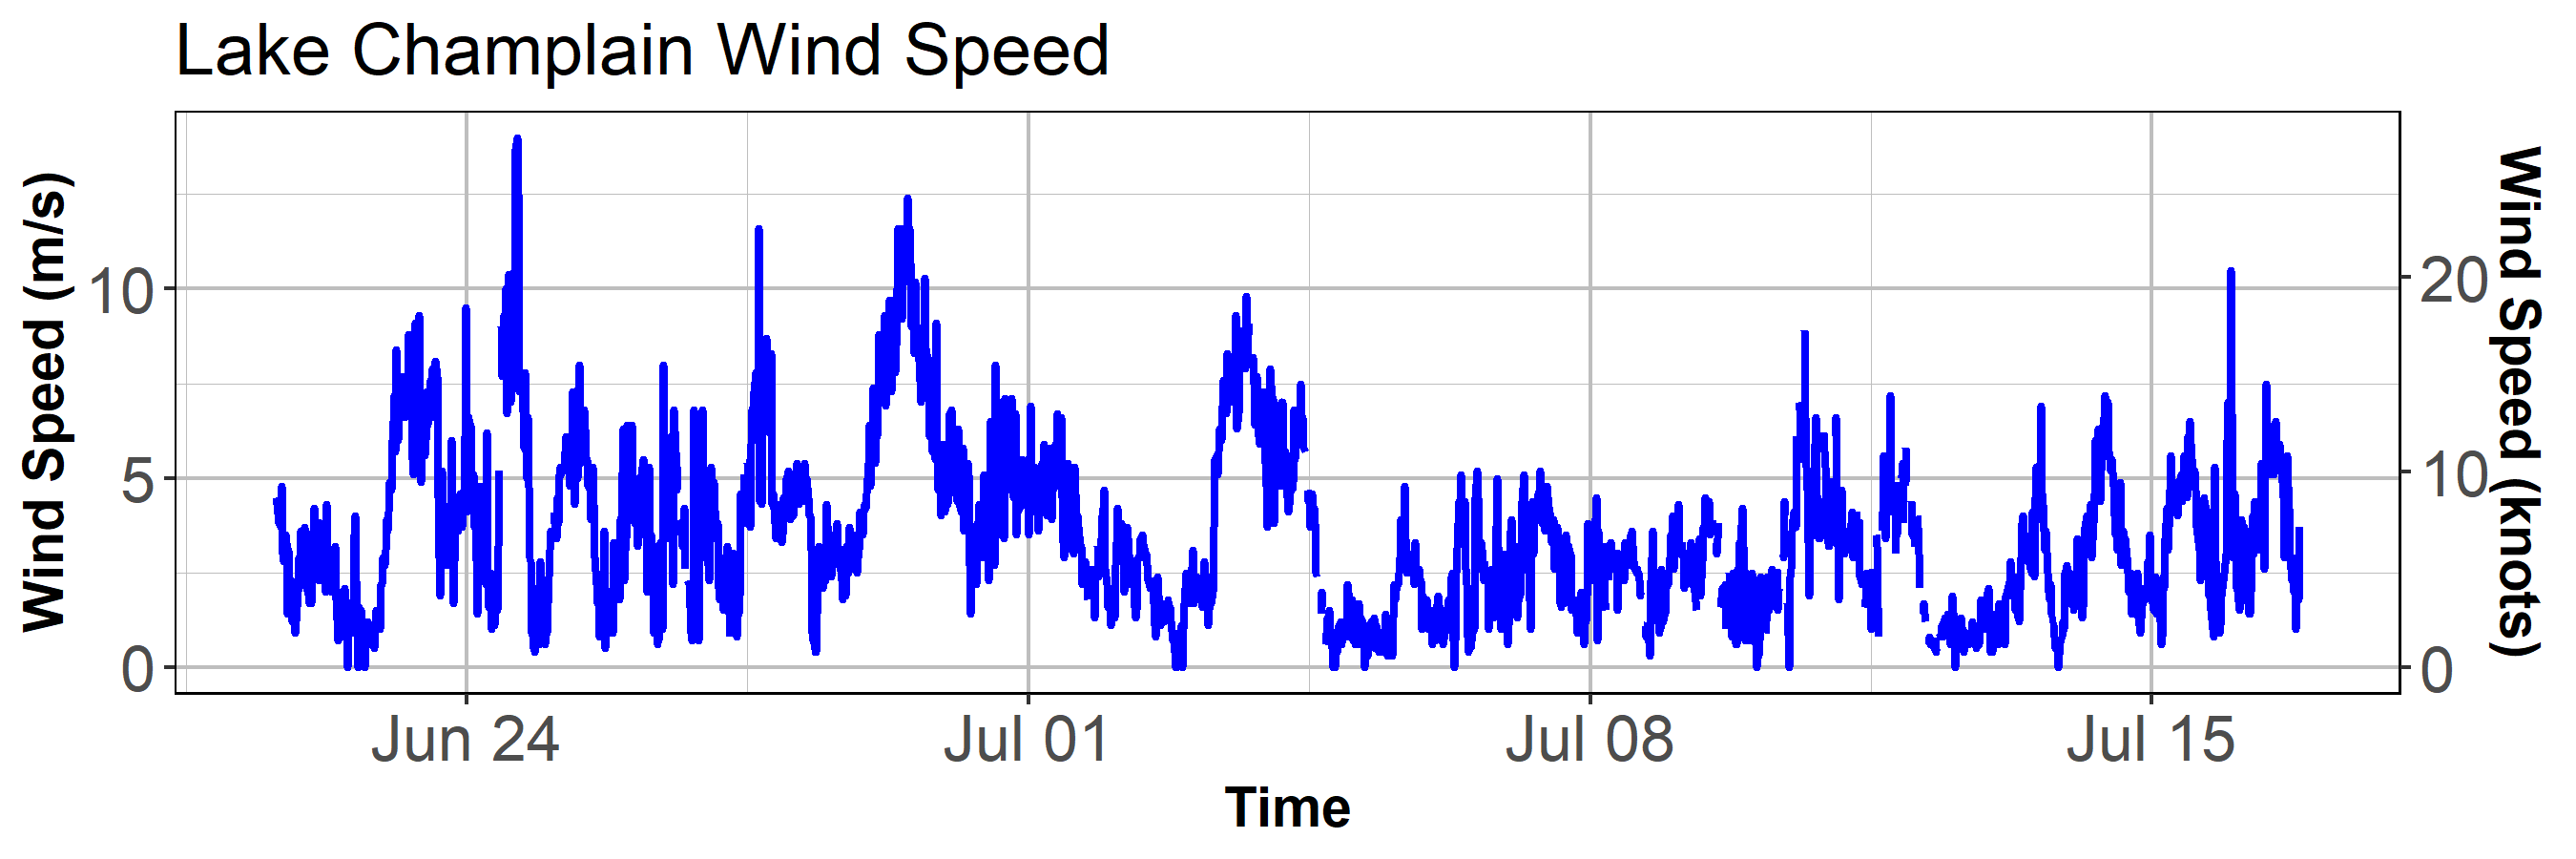 Lake Champlain Wind Speed
Wind Speed (m/s)
10
5
0
20
10
0
Wind Speed (knots)
Jun 24
Jul 01
Jul 08
Jul 15
Time